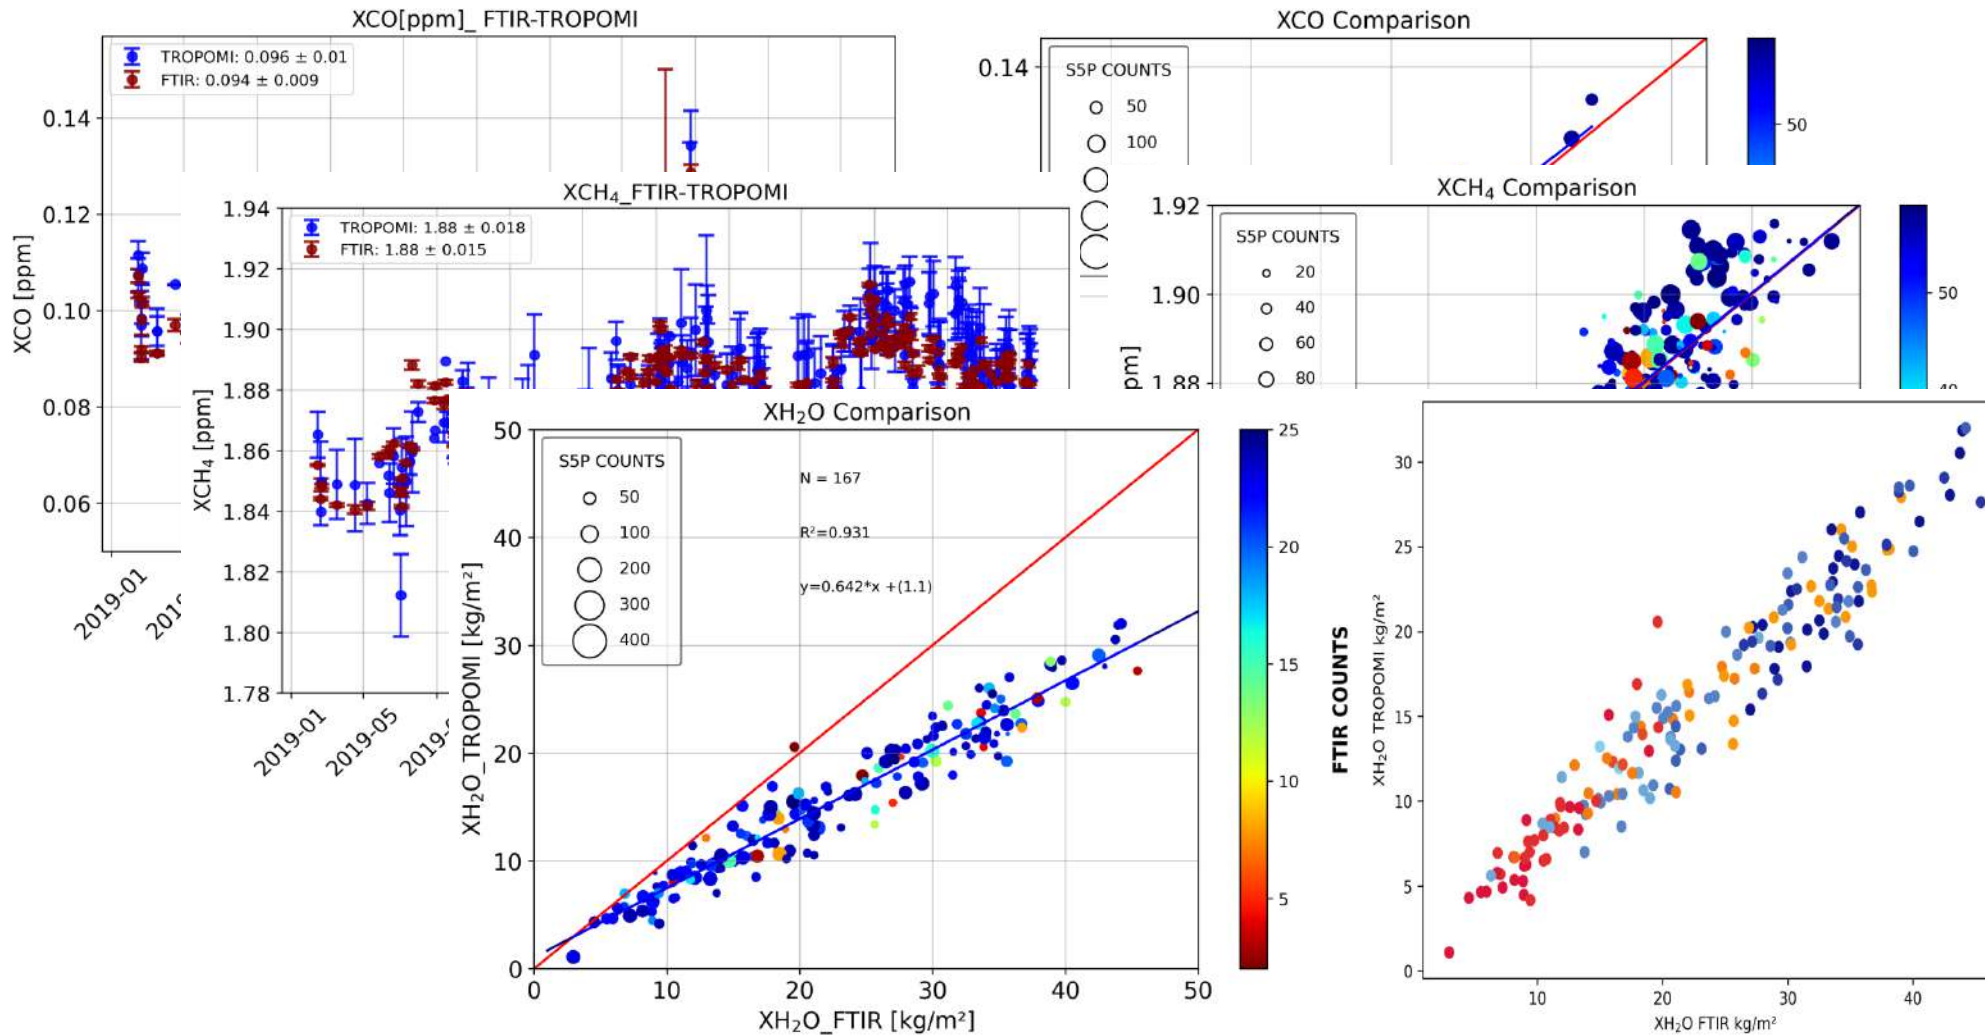 XCO[ppm]_ FTIR-TROPOMI
TROPOMI: 0.096 ± 0.01
FTIR: 0.094 ± 0.009
0.14
0.12
0.10
0.08
0.06
XCO [ppm]
2019-01
XCO Comparison
0.14
S5P COUNTS
50
100
50
XCH₄_FTIR-TROPOMI
1.94
TROPOMI: 1.88 ± 0.018
FTIR: 1.88 ± 0.015
1.92
1.90
1.88
1.86
1.84
1.82
1.80
1.78
XCH₄ [ppm]
2019-01
2019-05
XCH₄ Comparison
1.92
1.90
1.88
ppm]
S5P COUNTS
20
40
60
80
50
XH₂O Comparison
50
40
30
20
10
0
XH₂O_TROPOMI [kg/m²]
S5P COUNTS
50
100
200
300
400
N = 167
R²=0.931
y=0.642*x +(1.1)
0 10 20 30 40 50
XH₂O_FTIR [kg/m²]
25
20
15
10
5
FTIR COUNTS
XH₂O TROPOMI kg/m²
30
25
20
15
10
5
0
10 20 30 40
XH₂O FTIR kg/m²